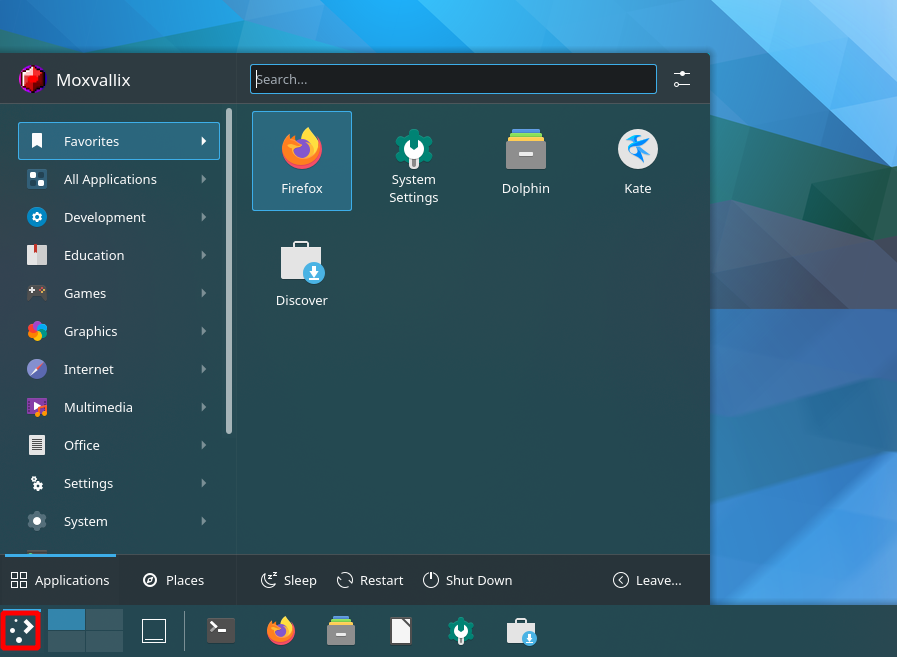 Moxvallix
Search...
Favorites
All Applications
Development
Education
Games
Graphics
Internet
Multimedia
Office
Settings
System
Firefox
System
Settings
Dolphin
Kate
Discover
Applications
Places
Sleep
Restart
Shut Down
Leave...